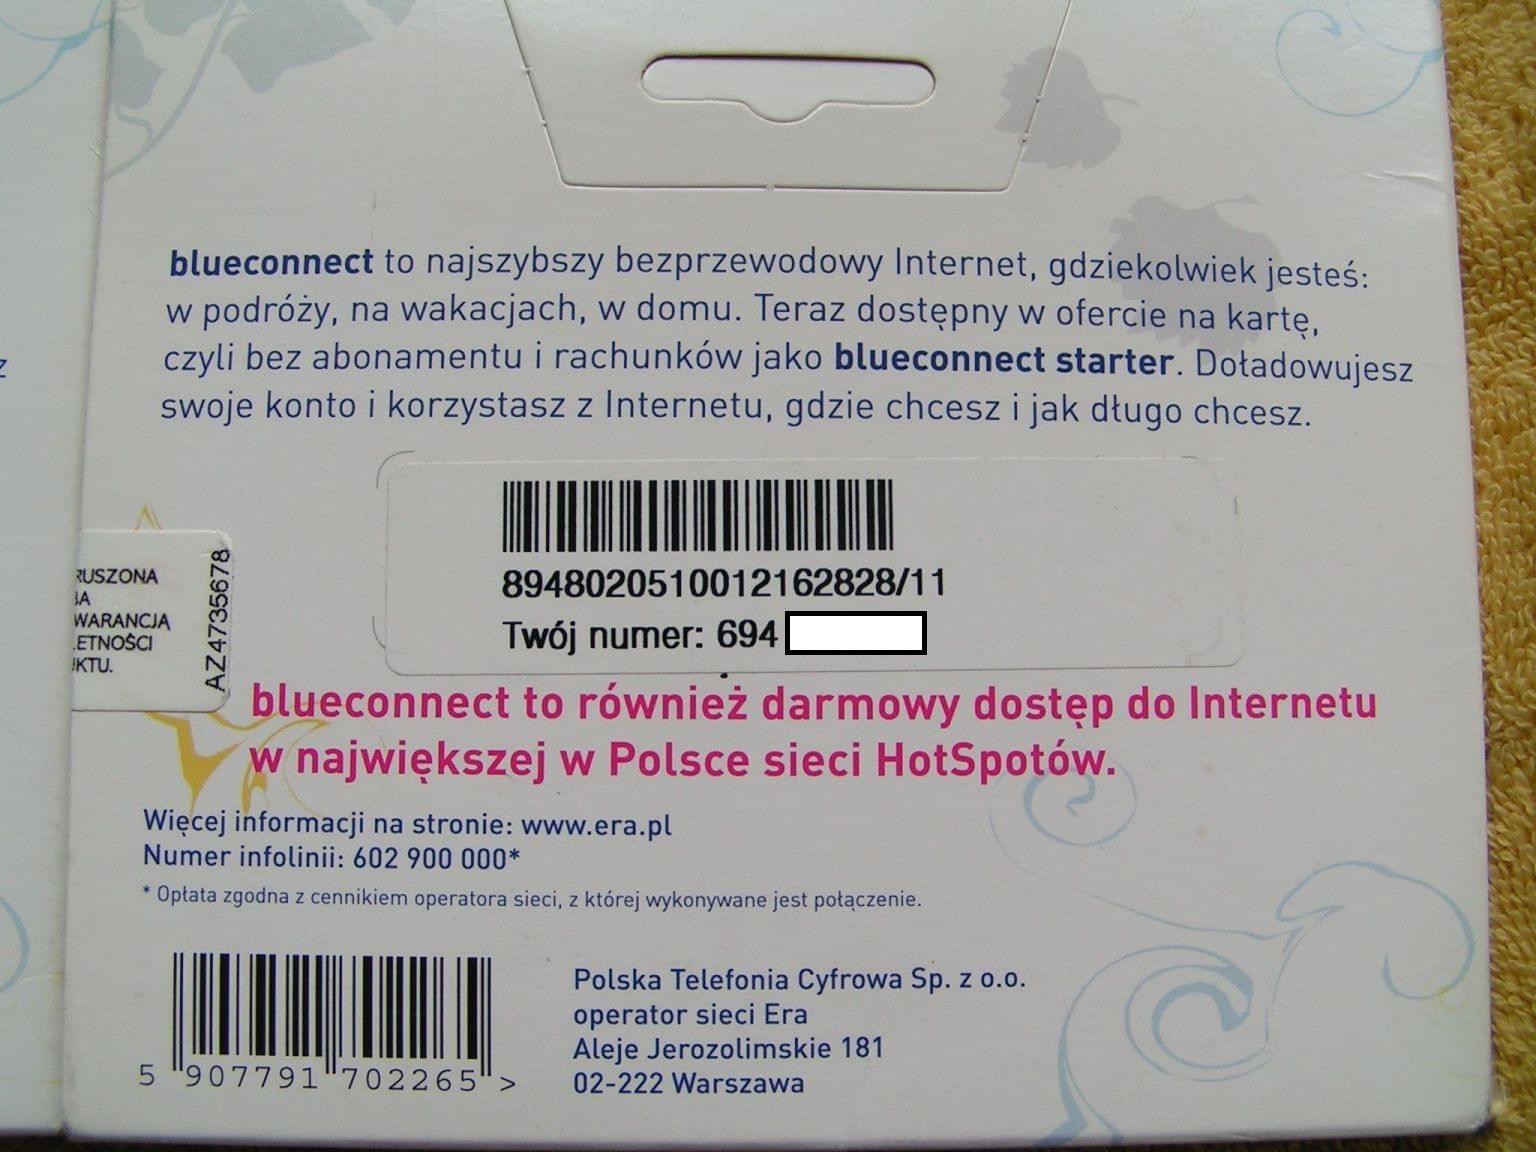 blueconnect to najszybszy bezprzewodowy Internet, gdziekolwiek jesteś:
w podróży, na wakacjach, w domu. Teraz dostępny w ofercie na kartę,
czyli bez abonamentu i rachunków jako blueconnect starter. Doładowujesz
swoje konto i korzystasz z Internetu, gdzie chcesz i jak długo chcesz.
8948020510012162828/11
Twój numer: 694
RUSZONA
WARANCJĄ
ETNOŚCI
KTU.
AZ4735678
blueconnect to również darmowy dostęp do Internetu
w największej w Polsce sieci HotSpotów.
Więcej informacji na stronie: www.era.pl
Numer infolinii: 602 900 000*
* Opłata zgodna z cennikiem operatora sieci, z której wykonywane jest połączenie.
5 907791 702265 >
Polska Telefonia Cyfrowa Sp. z o.o.
operator sieci Era
Aleje Jerozolimskie 181
02-222 Warszawa